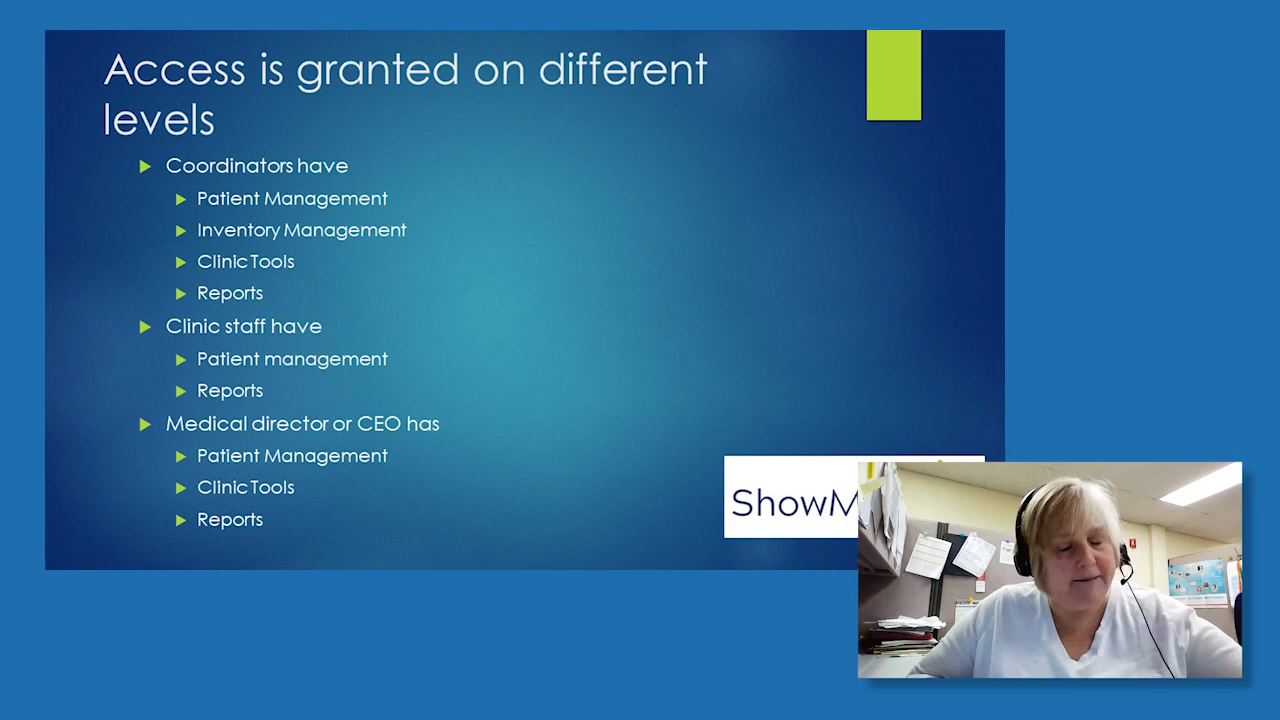 Access is granted on different
levels
Coordinators have
Patient Management
Inventory Management
Clinic Tools
Reports
Clinic staff have
Patient management
Reports
Medical director or CEO has
Patient Management
Clinic Tools
Reports